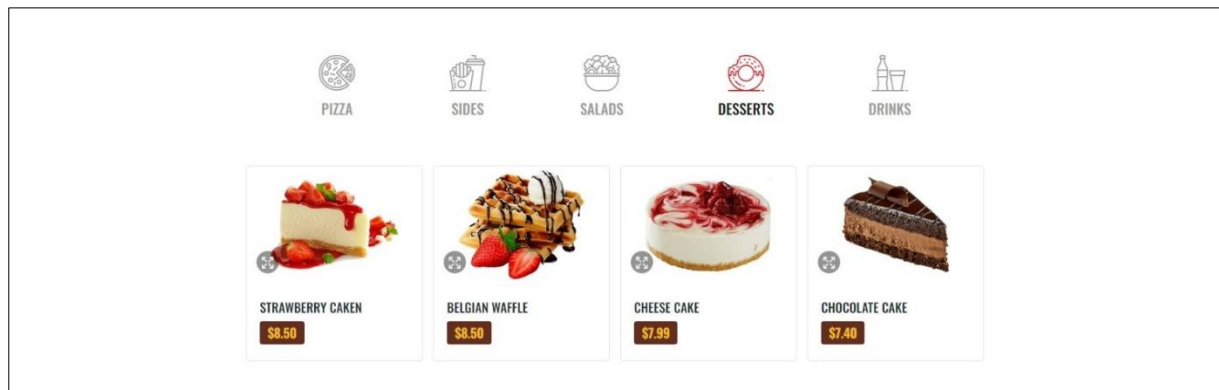 PIZZA
SIDES
SALADS
DESSERTS
DRINKS
STRAWBERRY CAKEN
BELGIAN WAFFLE
CHEESE CAKE
CHOCOLATE CAKE
$8.50
$8.50
$7.99
$7.40